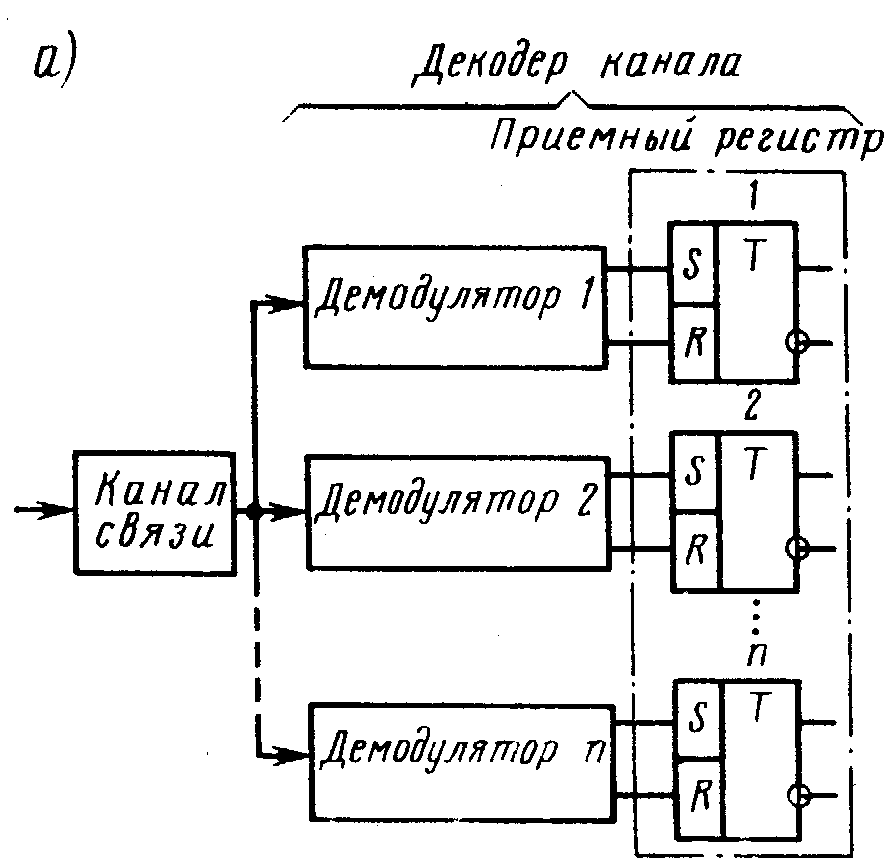 а)
Декодер канала
Приемный регистр
1
S T
R
Демодулятор 1
2
S T
R
Демодулятор 2
Канал
связи
n
S T
R
Демодулятор n